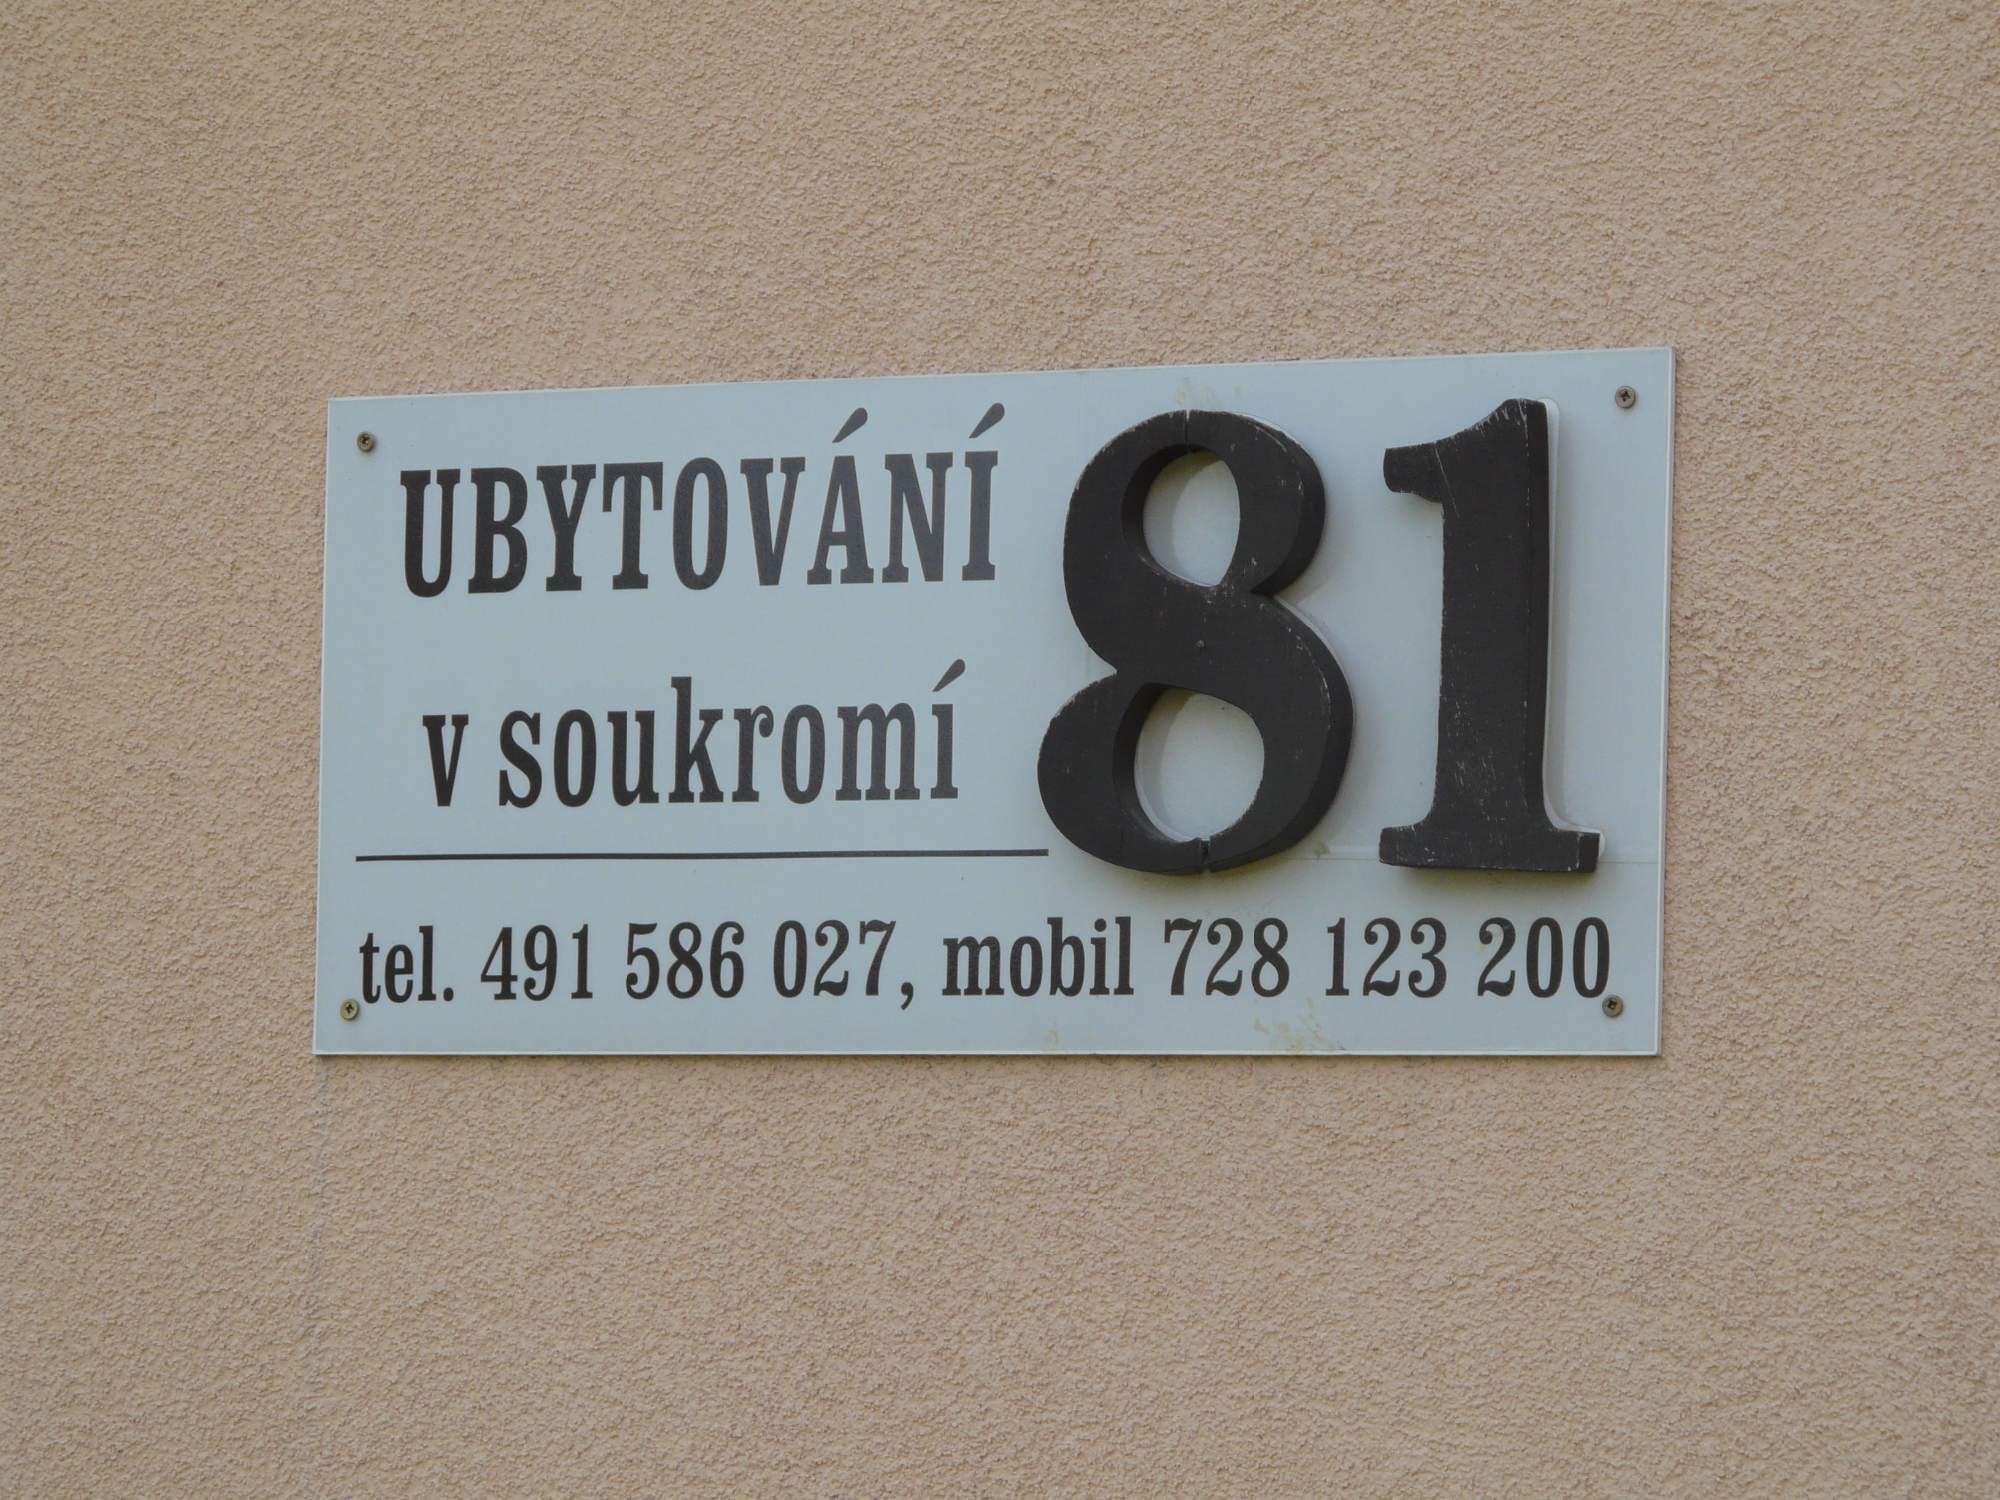 UBYTOVÁNÍ
v soukromí
81
tel. 491 586 027, mobil 728 123 200